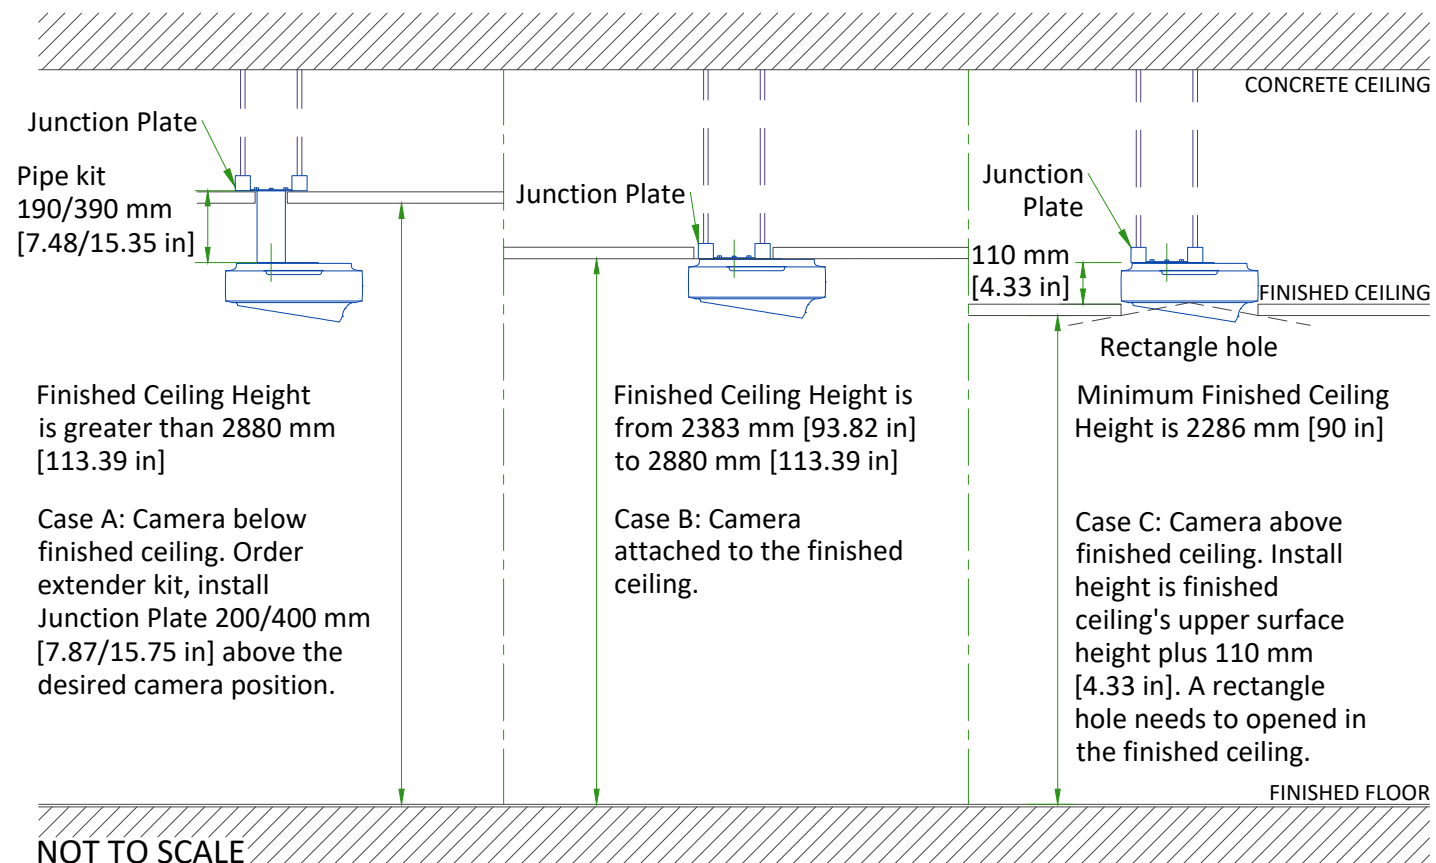 CONCRETE CEILING
Junction Plate
Pipe kit
190/390 mm
[7.48/15.35 in]
Junction Plate
Junction
Plate
110 mm
[4.33 in]
FINISHED CEILING
Rectangle hole
Finished Ceiling Height
is greater than 2880 mm
[113.39 in]
Case A: Camera below
finished ceiling. Order
extender kit, install
Junction Plate 200/400 mm
[7.87/15.75 in] above the
desired camera position.
Finished Ceiling Height is
from 2383 mm [93.82 in]
to 2880 mm [113.39 in]
Case B: Camera
attached to the finished
ceiling.
Minimum Finished Ceiling
Height is 2286 mm [90 in]
Case C: Camera above
finished ceiling. Install
height is finished
ceiling's upper surface
height plus 110 mm
[4.33 in]. A rectangle
hole needs to opened in
the finished ceiling.
FINISHED FLOOR
NOT TO SCALE